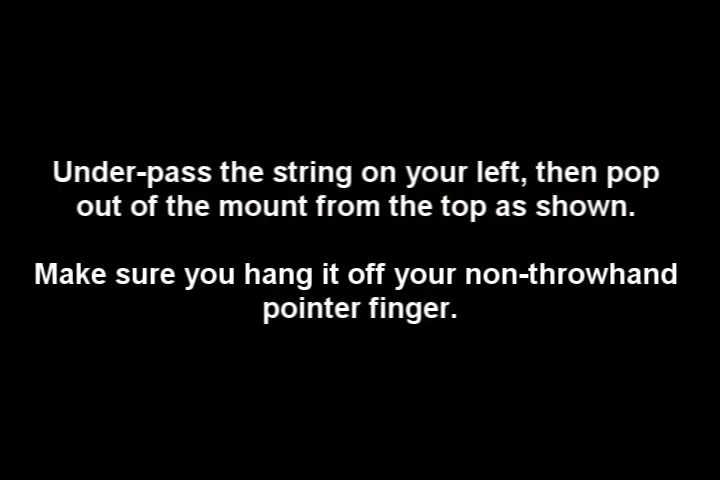 Under-pass the string on your left, then pop
out of the mount from the top as shown.
Make sure you hang it off your non-throwhand
pointer finger.